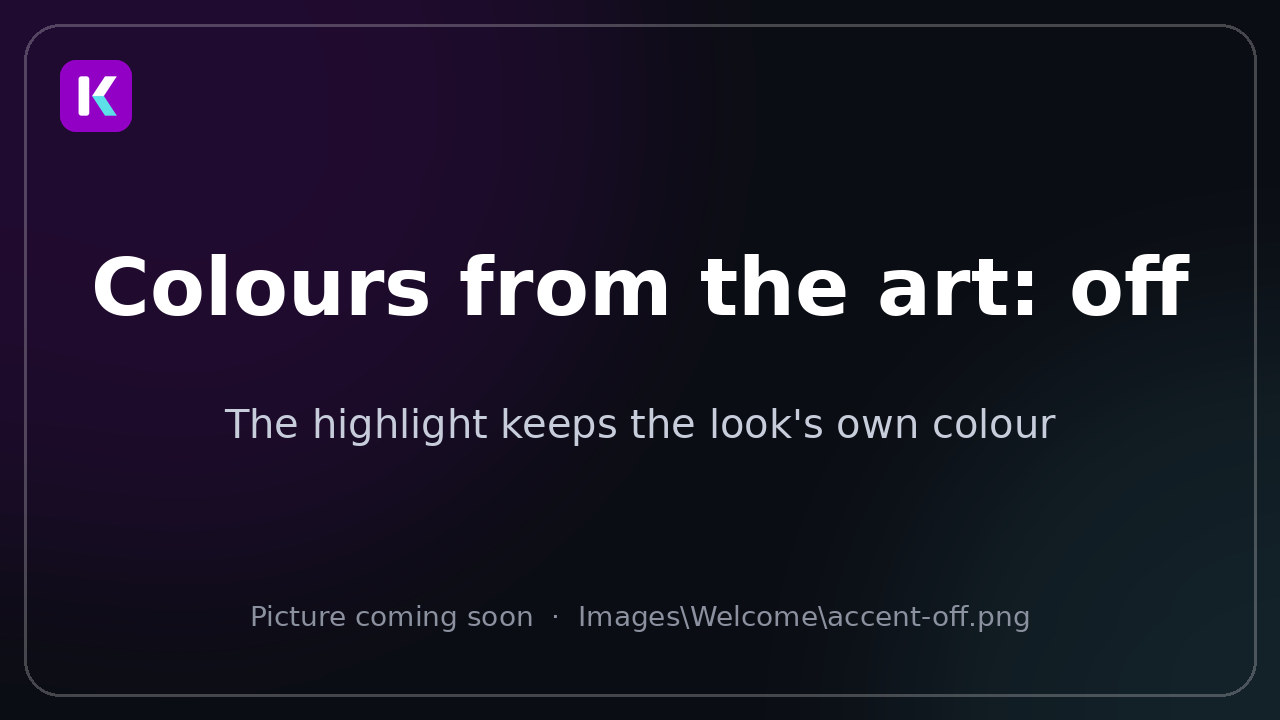 K
Colours from the art: off
The highlight keeps the look's own colour
Picture coming soon · Images\Welcome\accent-off.png